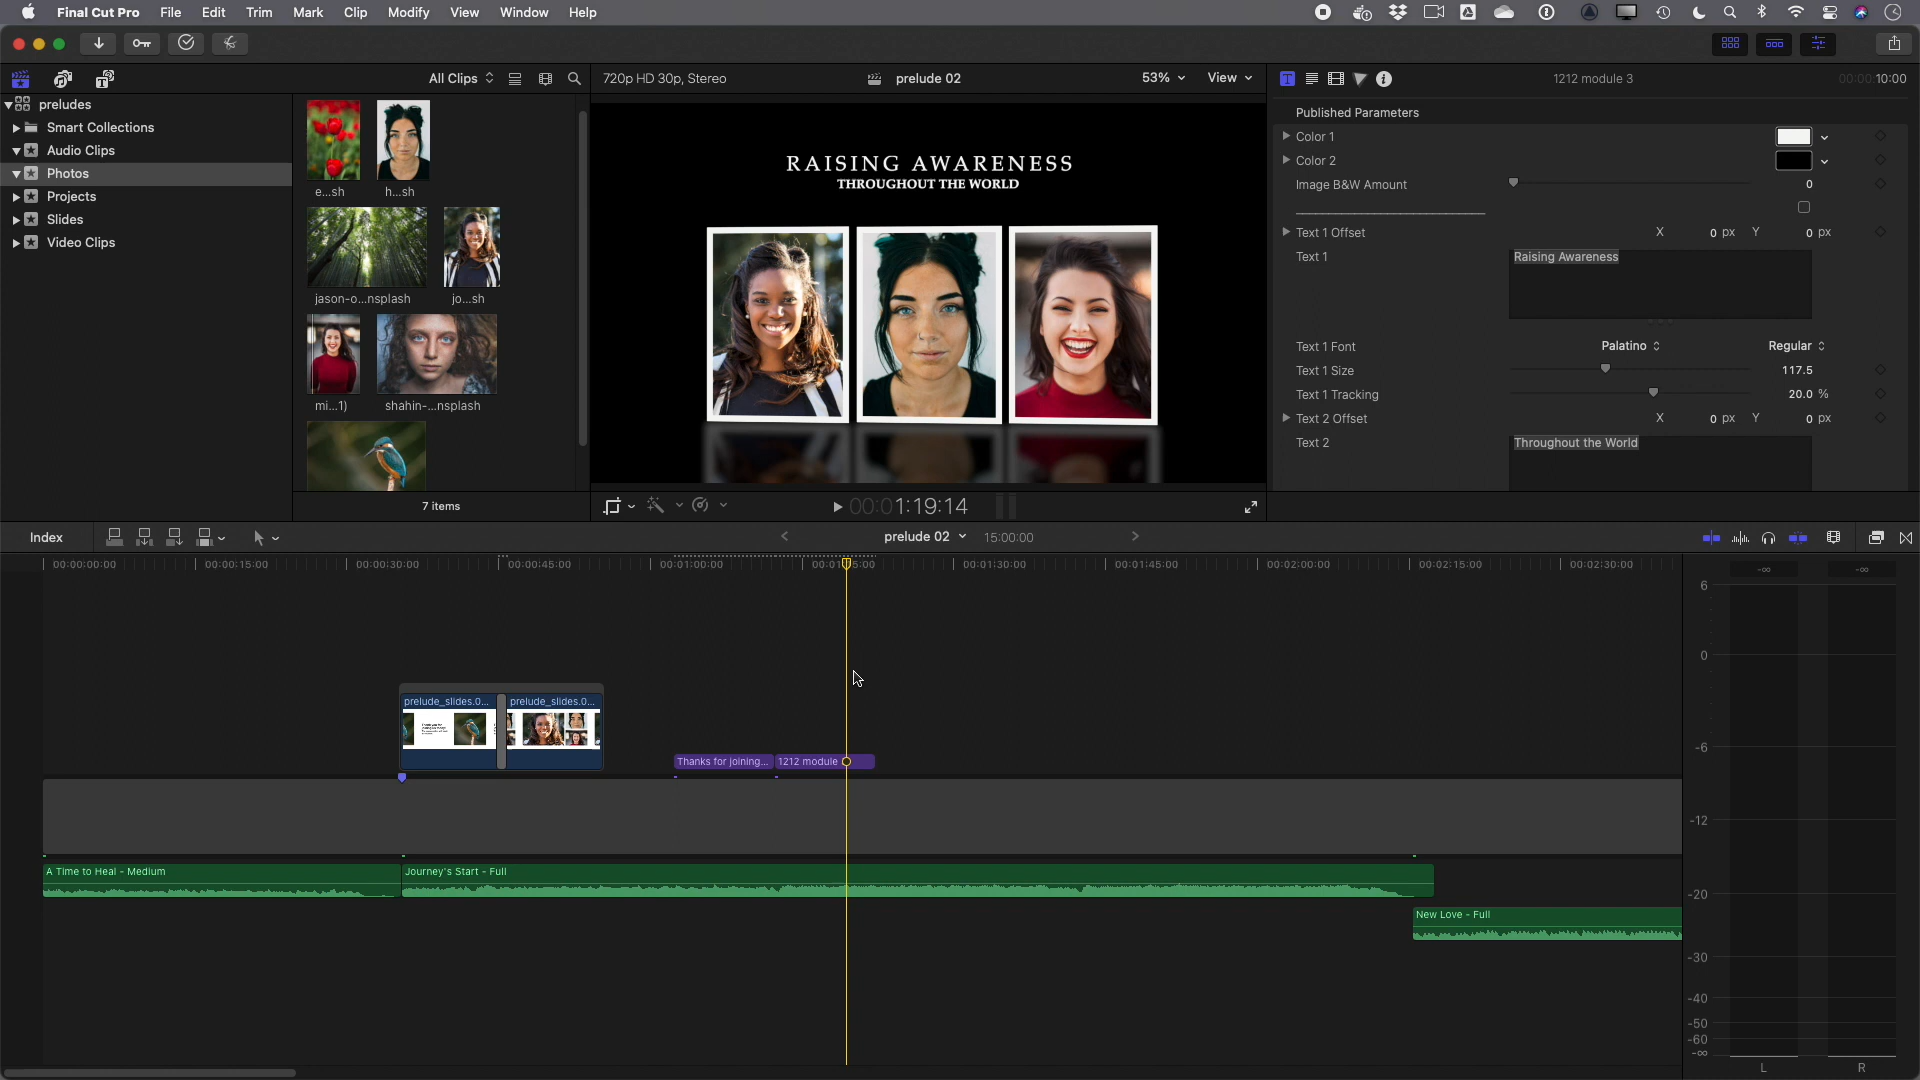 Final Cut Pro File Edit Trim Mark Clip Modify View Window Help
All Clips
720p HD 30p, Stereo
prelude 02
53%
View
1212 module 3
00:00:10:00
preludes
Smart Collections
Audio Clips
Photos
Projects
Slides
Video Clips
e...sh
h...sh
jason-o...nsplash
jo...sh
mi...1)
shahin-...nsplash
7 items
RAISING AWARENESS
THROUGHOUT THE WORLD
00:01:19:14
Published Parameters
Color 1
Color 2
Image B&W Amount 0
Text 1 Offset X 0 px Y 0 px
Text 1 Raising Awareness
Text 1 Font Palatino Regular
Text 1 Size 117.5
Text 1 Tracking 20.0 %
Text 2 Offset X 0 px Y 0 px
Text 2 Throughout the World
Index
prelude 02
15:00:00
00:00:00:00 00:00:15:00 00:00:30:00 00:00:45:00 00:01:00:00 00:01:15:00 00:01:30:00 00:01:45:00 00:02:00:00 00:02:15:00 00:02:30:00
prelude_slides.0... prelude_slides.0...
Thanks for joining... 1212 module
A Time to Heal - Medium
Journey's Start - Full
New Love - Full
-∞ -∞
6
0
-6
-12
-20
-30
-40
-50
-60
-∞
L R